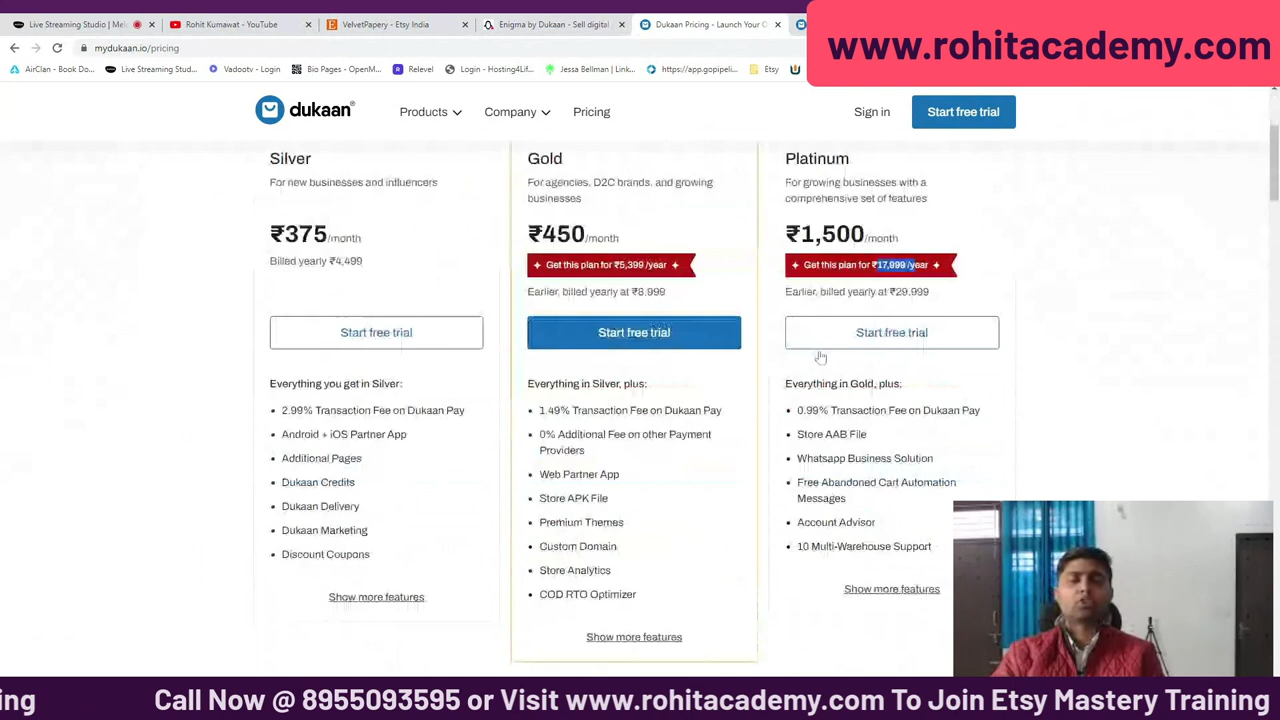 Live Streaming Studio | Mel
Rohit Kumawat - YouTube
VelvetPapery - Etsy India
Enigma by Dukaan - Sell digital
Dukaan Pricing - Launch Your O
www.rohitacademy.com
mydukaan.io/pricing
AirClan - Book Do...
Live Streaming Stud...
Vadootv - Login
Bio Pages - OpenM...
Relevel
Login - Hosting4Lif...
Jessa Bellman | Link...
https://app.gopipeli...
Etsy
dukaan®
Products
Company
Pricing
Sign in
Start free trial
Silver
For new businesses and influencers
₹375/month
Billed yearly ₹4,499
Start free trial
Everything you get in Silver:
• 2.99% Transaction Fee on Dukaan Pay
• Android + iOS Partner App
• Additional Pages
• Dukaan Credits
• Dukaan Delivery
• Dukaan Marketing
• Discount Coupons
Show more features
Gold
For agencies, D2C brands, and growing
businesses
₹450/month
Get this plan for ₹5,399 /year
Earlier, billed yearly at ₹8,999
Start free trial
Everything in Silver, plus:
• 1.49% Transaction Fee on Dukaan Pay
• 0% Additional Fee on other Payment
Providers
• Web Partner App
• Store APK File
• Premium Themes
• Custom Domain
• Store Analytics
• COD RTO Optimizer
Show more features
Platinum
For growing businesses with a
comprehensive set of features
₹1,500/month
Get this plan for ₹17,999 /year
Earlier, billed yearly at ₹29,999
Start free trial
Everything in Gold, plus:
• 0.99% Transaction Fee on Dukaan Pay
• Store AAB File
• Whatsapp Business Solution
• Free Abandoned Cart Automation
Messages
• Account Advisor
• 10 Multi-Warehouse Support
Show more features
ing
Call Now @ 8955093595 or Visit www.rohitacademy.com To Join Etsy Mastery Training